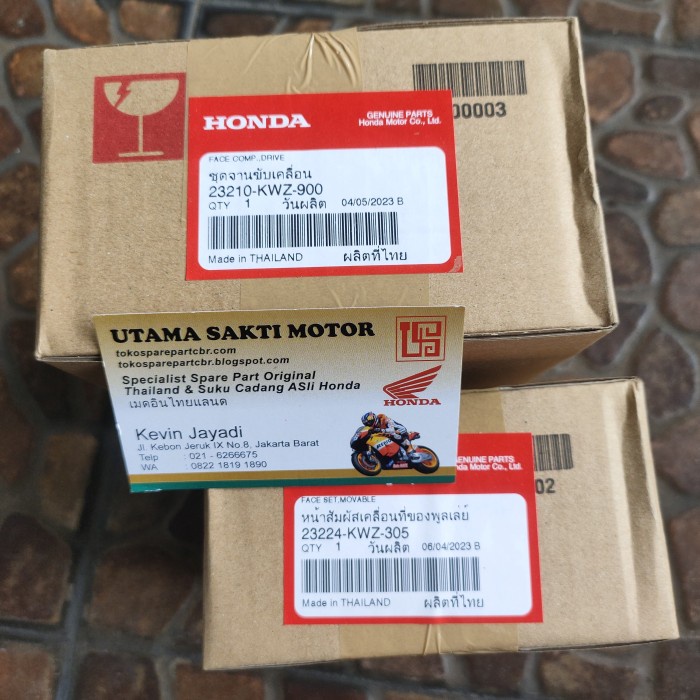 00003
HONDA
GENUINE PARTS
Honda Motor Co., Ltd.
FACE COMP.,DRIVE
ชุดจานขับเคลื่อน
23210-KWZ-900
QTY 1 วันผลิต 04/05/2023 B
Made in THAILAND ผลิตที่ไทย
UTAMA SAKTI MOTOR
tokosparepartcbr.com
tokosparepartcbr.blogspot.com
Specialist Spare Part Original
Thailand & Suku Cadang ASli Honda
เมดอินไทยแลนด
HONDA
Kevin Jayadi
Jl. Kebon Jeruk IX No.8, Jakarta Barat
Telp : 021 - 6266675
WA : 0822 1819 1890
02
PARTS
Honda Motor Co., Ltd.
FACE SET,MOVABLE
หน้าสัมผัสเคลื่อนที่ของพูลเล่ย์
23224-KWZ-305
QTY 1 วันผลิต 06/04/2023 B
Made in THAILAND ผลิตที่ไทย